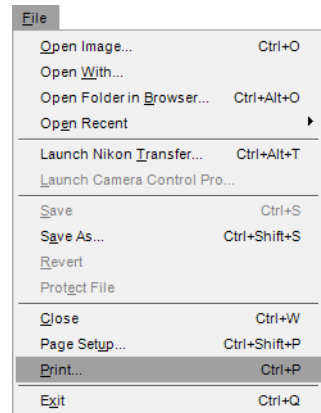 File
Open Image... Ctrl+O
Open With...
Open Folder in Browser... Ctrl+Alt+O
Open Recent
Launch Nikon Transfer... Ctrl+Alt+T
Launch Camera Control Pro...
Save Ctrl+S
Save As... Ctrl+Shift+S
Revert
Protect File
Close Ctrl+W
Page Setup... Ctrl+Shift+P
Print... Ctrl+P
Exit Ctrl+Q